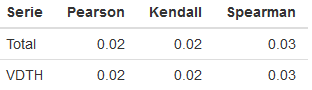 Serie Pearson Kendall Spearman
Total 0.02 0.02 0.03
VDTH 0.02 0.02 0.03